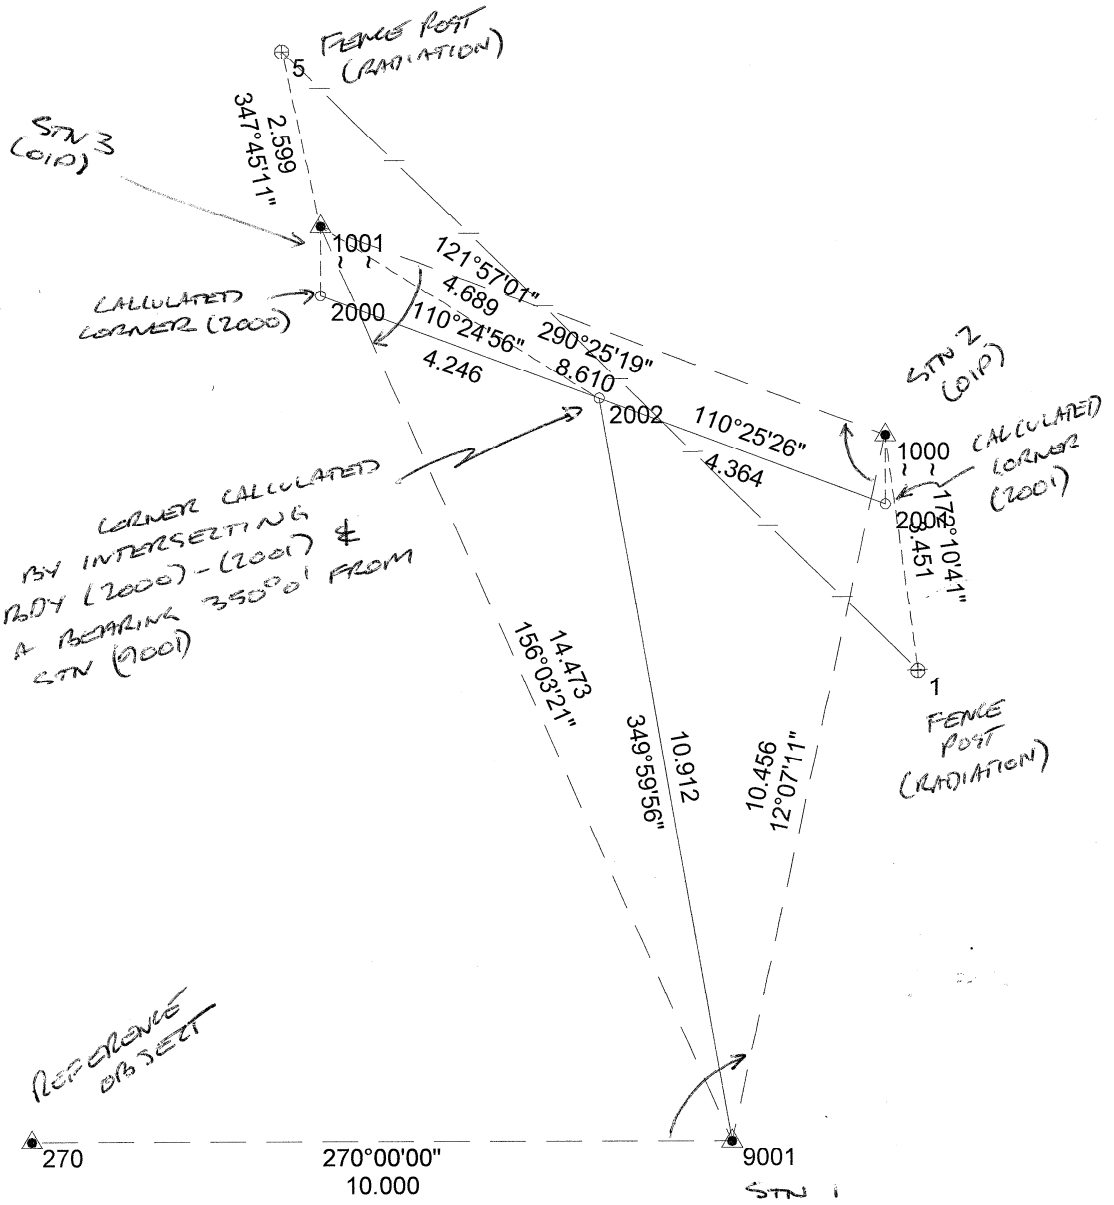 FENCE POST
(RADIATION)
5
2.599
347°45'11"
STN 3
(OIP)
1001
~ ~
121°57'01"
4.689
CALCULATED
CORNER (2000)
2000
110°24'56"
4.246
290°25'19"
8.610
STN 2
(OIP)
2002
110°25'26"
4.364
1000
~ ~
CALCULATED
CORNER
(2001)
172°10'41"
3.451
CORNER CALCULATED
BY INTERSECTING
BDY (2000)-(2001) &
A BEARING 350°0' FROM
STN (9001)
14.473
156°03'21"
1
FENCE
POST
(RADIATION)
10.912
349°59'56"
10.456
12°07'11"
REFERENCE
OBJECT
270
270°00'00"
10.000
9001
STN 1